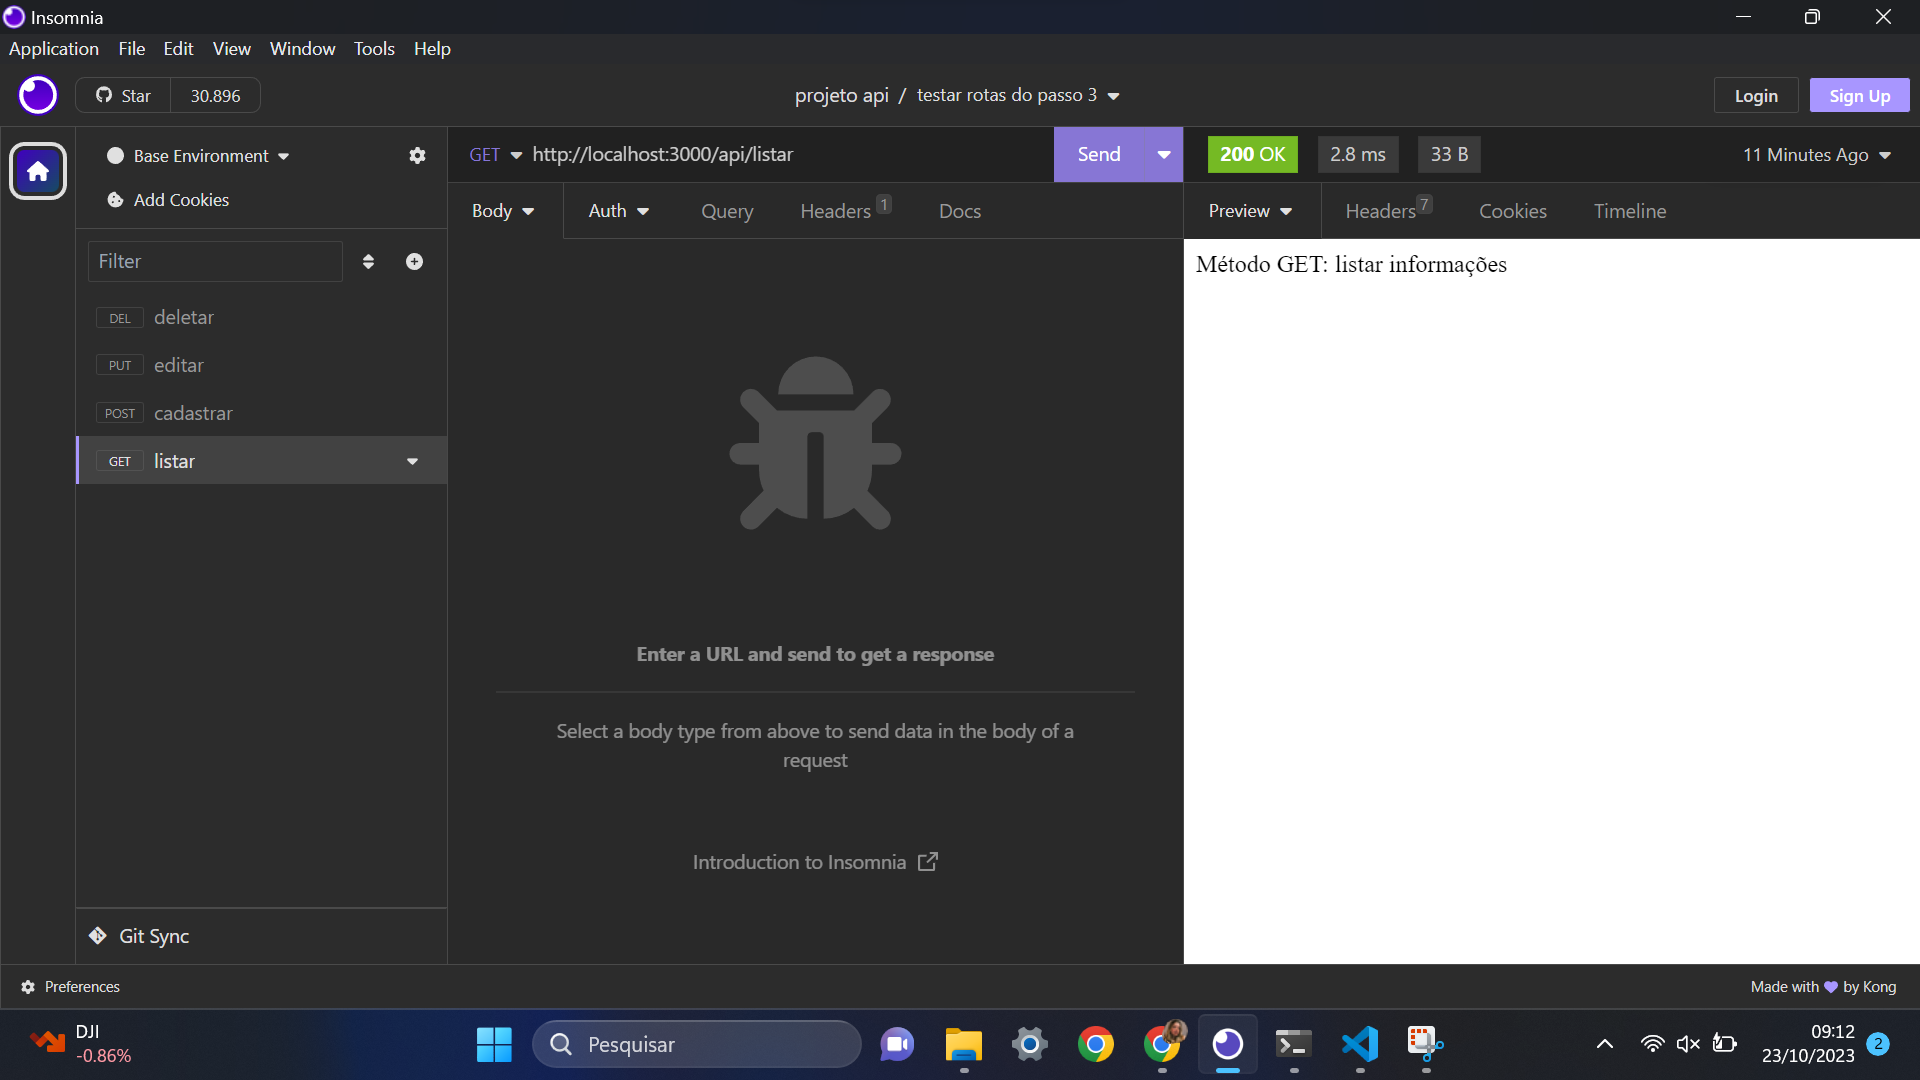 Insomnia
Application File Edit View Window Tools Help
Star 30.896
projeto api / testar rotas do passo 3
Login Sign Up
Base Environment
Add Cookies
Filter
DEL deletar
PUT editar
POST cadastrar
GET listar
Git Sync
GET http://localhost:3000/api/listar Send
Body Auth Query Headers 1 Docs
Enter a URL and send to get a response
Select a body type from above to send data in the body of a
request
Introduction to Insomnia
200 OK 2.8 ms 33 B 11 Minutes Ago
Preview Headers 7 Cookies Timeline
Método GET: listar informações
Preferences
Made with by Kong
DJI
-0.86%
Pesquisar
09:12
23/10/2023
2